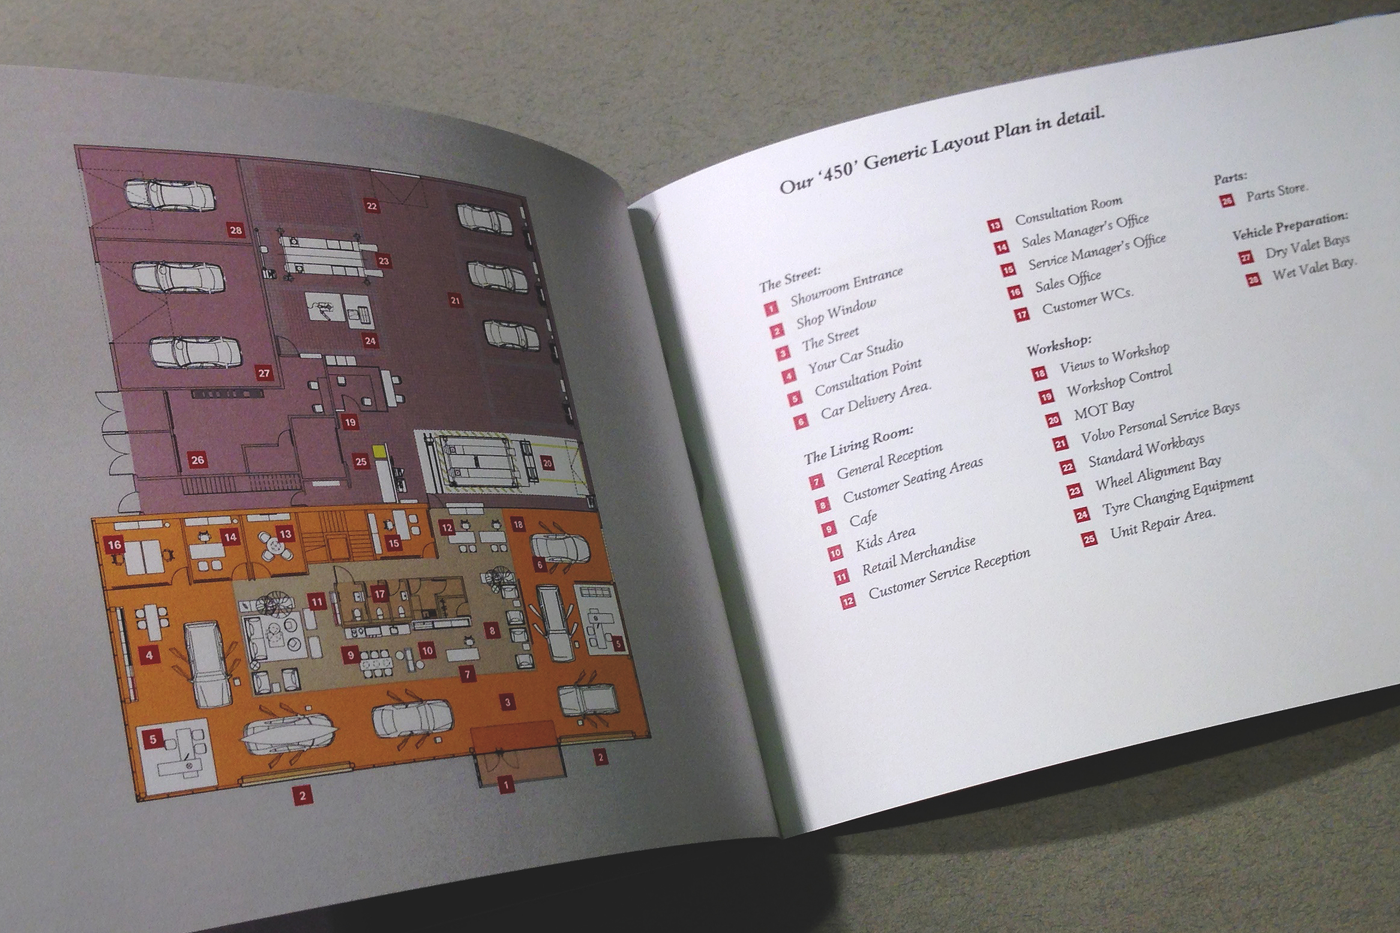 28
22
23
21
24
27
19
26
25
20
16
14
13
15
12
18
6
11
17
4
9
10
8
5
7
3
5
2
1
2
Our ‘450’ Generic Layout Plan in detail.
The Street:
1 Showroom Entrance
2 Shop Window
3 The Street
4 Your Car Studio
5 Consultation Point
6 Car Delivery Area.
The Living Room:
7 General Reception
8 Customer Seating Areas
9 Cafe
10 Kids Area
11 Retail Merchandise
12 Customer Service Reception
13 Consultation Room
14 Sales Manager's Office
15 Service Manager's Office
16 Sales Office
17 Customer WCs.
Workshop:
18 Views to Workshop
19 Workshop Control
20 MOT Bay
21 Volvo Personal Service Bays
22 Standard Workbays
23 Wheel Alignment Bay
24 Tyre Changing Equipment
25 Unit Repair Area.
Parts:
26 Parts Store.
Vehicle Preparation:
27 Dry Valet Bays
28 Wet Valet Bay.